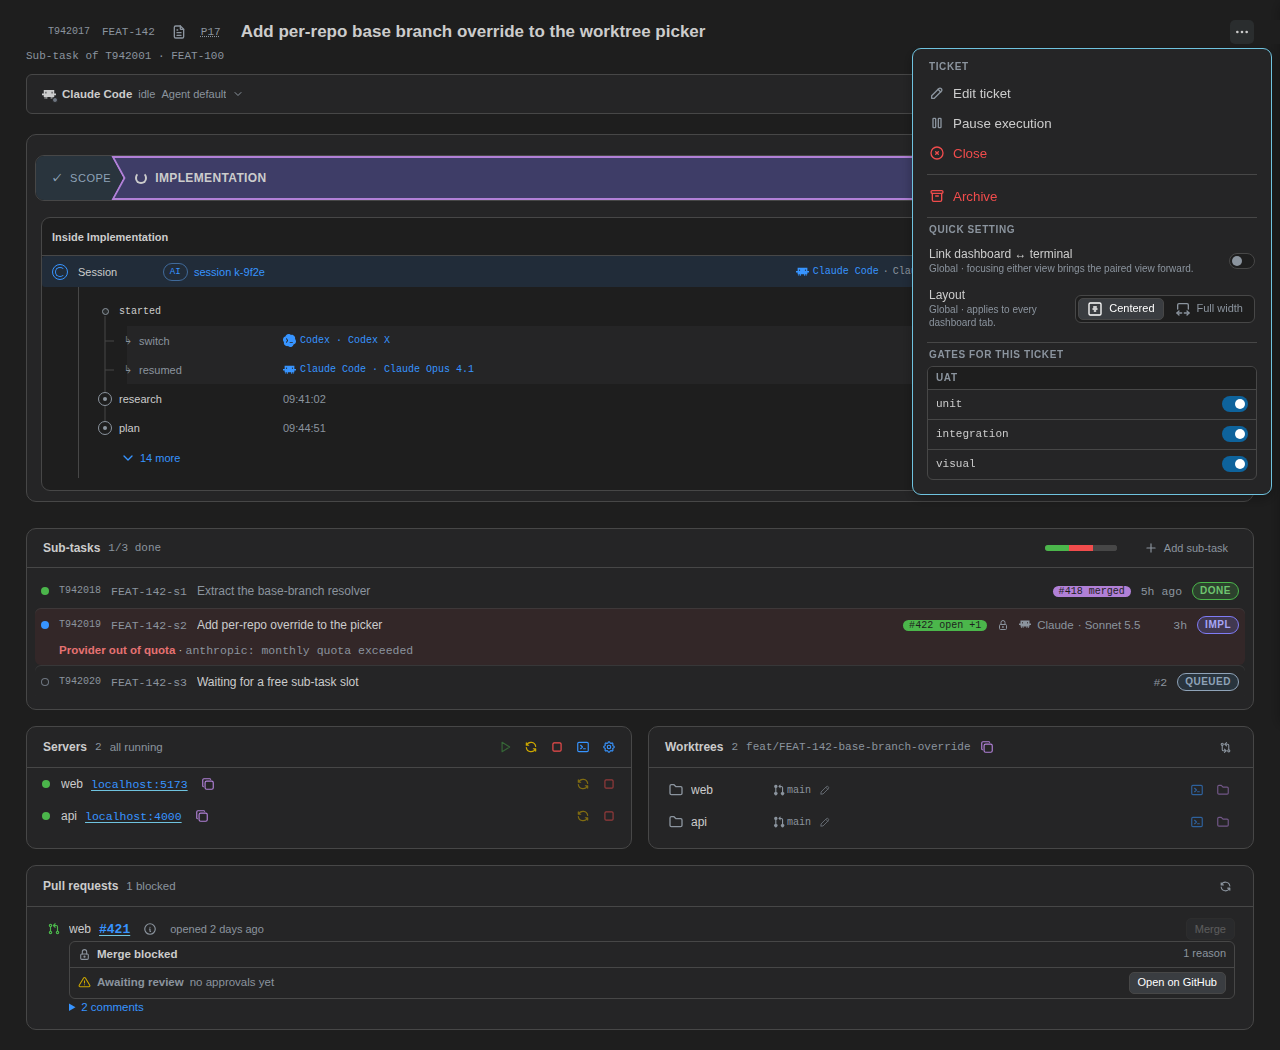 T942017 FEAT-142 P17 Add per-repo base branch override to the worktree picker
Sub-task of T942001 · FEAT-100
Claude Code idle Agent default
SCOPE IMPLEMENTATION
Inside Implementation
Session AI session k-9f2e Claude Code ·
started
↳ switch Codex · Codex X
↳ resumed Claude Code · Claude Opus 4.1
research 09:41:02
plan 09:44:51
14 more
TICKET
Edit ticket
Pause execution
Close
Archive
QUICK SETTING
Link dashboard ↔ terminal
Global · focusing either view brings the paired view forward.
Layout
Global · applies to every
dashboard tab.
Centered Full width
GATES FOR THIS TICKET
UAT
unit
integration
visual
Sub-tasks 1/3 done Add sub-task
T942018 FEAT-142-s1 Extract the base-branch resolver #418 merged 5h ago DONE
T942019 FEAT-142-s2 Add per-repo override to the picker #422 open +1 Claude · Sonnet 5.5 3h IMPL
Provider out of quota · anthropic: monthly quota exceeded
T942020 FEAT-142-s3 Waiting for a free sub-task slot #2 QUEUED
Servers 2 all running
web localhost:5173
api localhost:4000
Worktrees 2 feat/FEAT-142-base-branch-override
web main
api main
Pull requests 1 blocked
web #421 opened 2 days ago Merge
Merge blocked 1 reason
Awaiting review no approvals yet Open on GitHub
2 comments